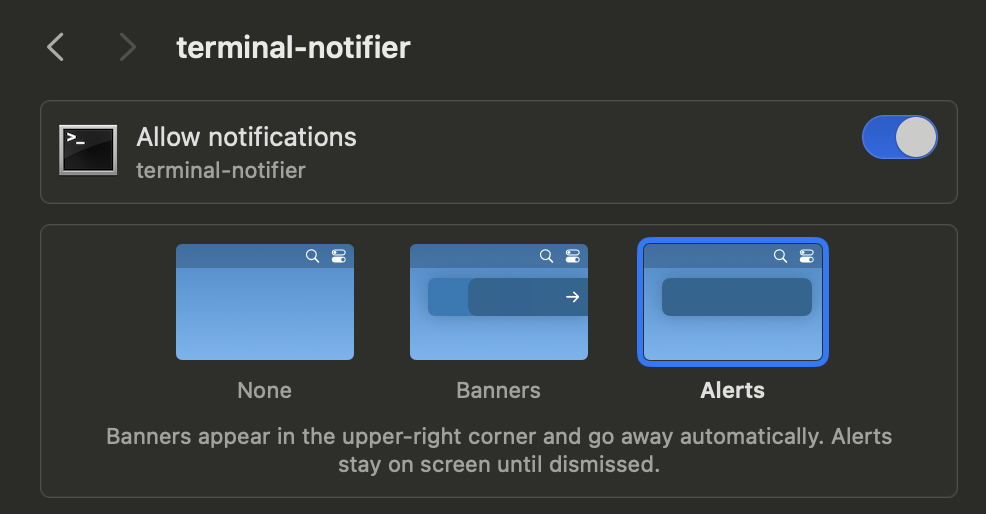 terminal-notifier
>_
Allow notifications
terminal-notifier
None
Banners
Alerts
Banners appear in the upper-right corner and go away automatically. Alerts
stay on screen until dismissed.